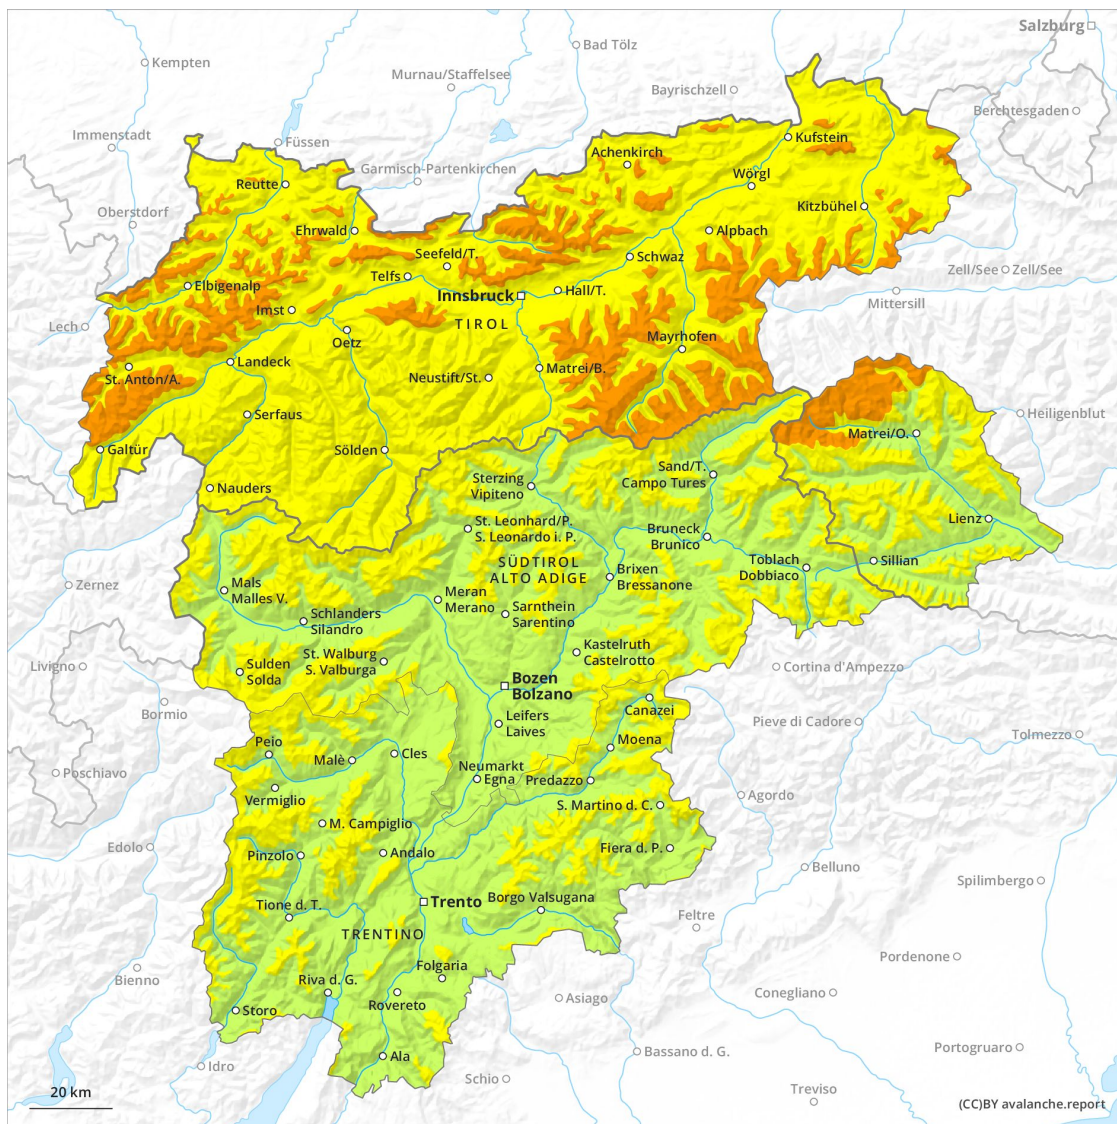 Salzburg
Bad Tölz
Kempten
Murnau/Staffelsee
Bayrischzell
Berchtesgaden
Immenstadt
Füssen
Kufstein
Achenkirch
Garmisch-Partenkirchen
Wörgl
Reutte
Kitzbühel
Oberstdorf
Ehrwald
Alpbach
Seefeld/T.
Schwaz
Telfs
Zell/See
Zell/See
Elbigenalp
Hall/T.
Innsbruck
Mittersill
Imst
TIROL
Lech
Oetz
Mayrhofen
Landeck
Matrei/B.
St. Anton/A.
Neustift/St.
Serfaus
Heiligenblut
Matrei/O.
Galtür
Sölden
Sand/T.
Campo Tures
Sterzing
Vipiteno
Nauders
Lienz
St. Leonhard/P.
S. Leonardo i. P.
Bruneck
Brunico
SÜDTIROL
ALTO ADIGE
Toblach
Dobbiaco
Sillian
Brixen
Bressanone
Zernez
Mals
Malles V.
Meran
Merano
Sarnthein
Sarentino
Schlanders
Silandro
Kastelruth
Castelrotto
St. Walburg
S. Valburga
Livigno
Sulden
Solda
Cortina d'Ampezzo
Bozen
Bolzano
Bormio
Canazei
Leifers
Laives
Pieve di Cadore
Tolmezzo
Peio
Moena
Cles
Malè
Poschiavo
Neumarkt
Egna
Predazzo
Vermiglio
Agordo
S. Martino d. C.
M. Campiglio
Edolo
Pinzolo
Andalo
Fiera d. P.
Belluno
Spilimbergo
Trento
Borgo Valsugana
Tione d. T.
Feltre
TRENTINO
Pordenone
Folgaria
Bienno
Riva d. G.
Conegliano
Asiago
Rovereto
Storo
Portogruaro
Bassano d. G.
Ala
Idro
Schio
Treviso
20 km
(CC)BY avalanche.report